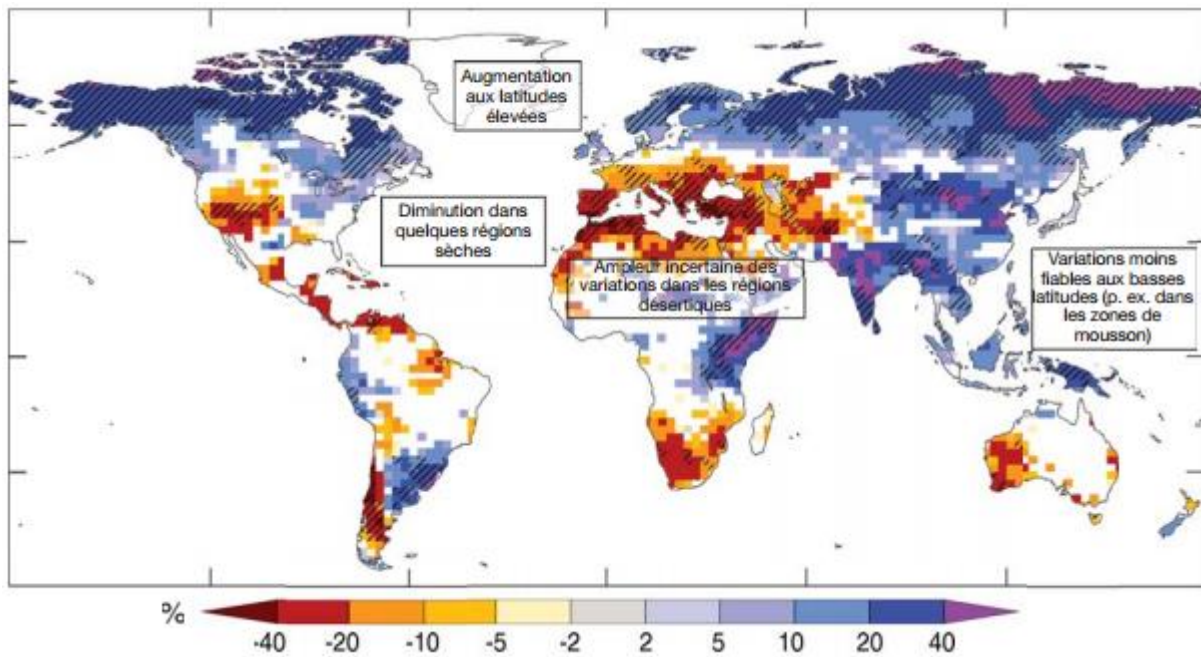 Augmentation
aux latitudes
élevées
Diminution dans
quelques régions
sèches
Ampleur incertaine des
variations dans les régions
désertiques
Variations moins
fiables aux basses
latitudes (p. ex. dans
les zones de
mousson)
%
-40 -20 -10 -5 -2 2 5 10 20 40